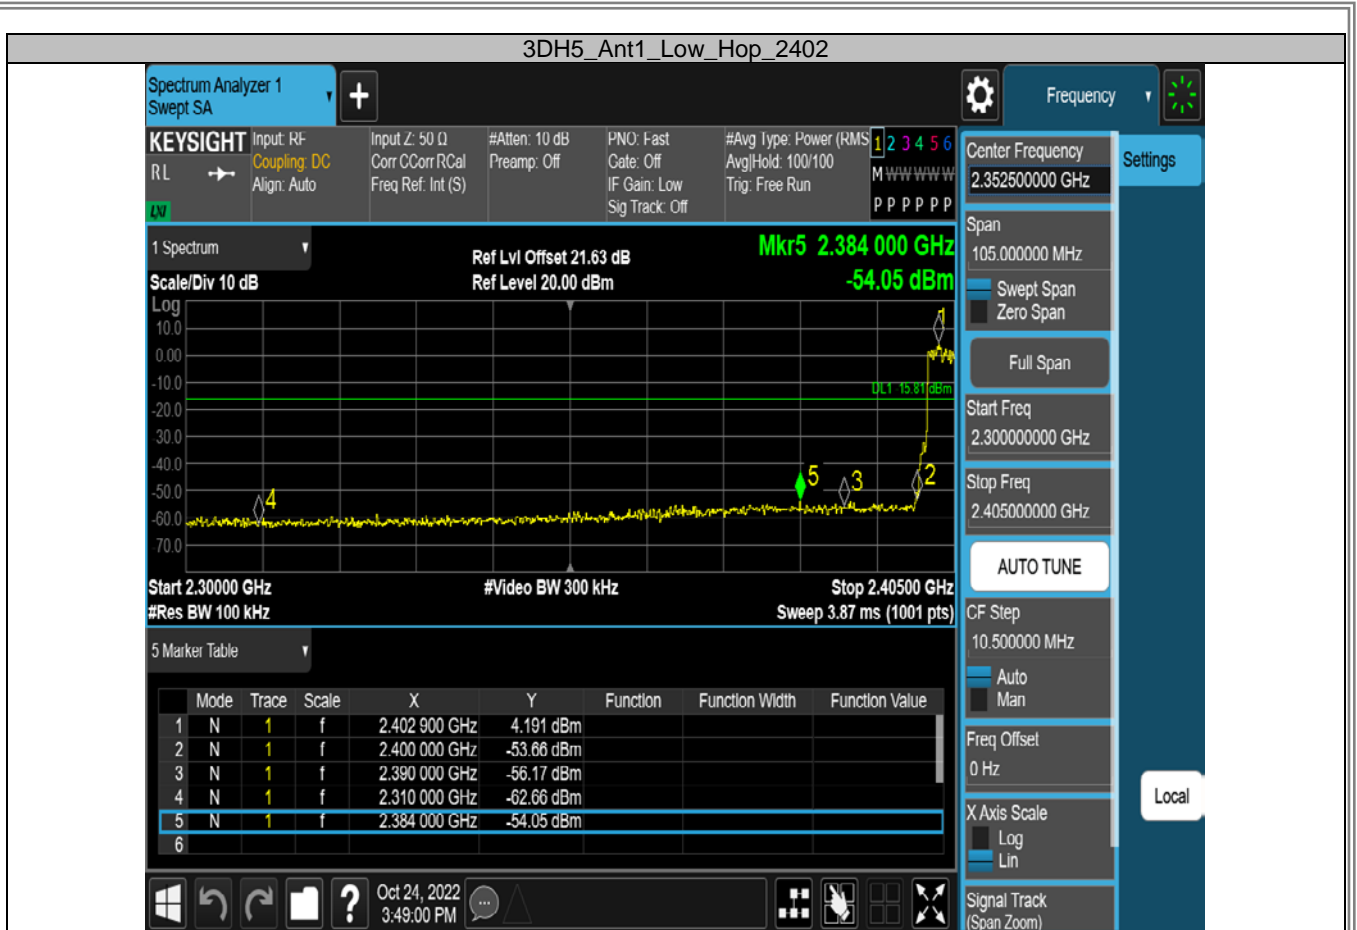 3DH5_Ant1_Low_Hop_2402
Spectrum Analyzer 1
Swept SA
Frequency
KEYSIGHT
RL
LXI
Input: RF
Coupling: DC
Align: Auto
Input Z: 50 Ω
Corr CCorr RCal
Freq Ref: Int (S)
#Atten: 10 dB
Preamp: Off
PNO: Fast
Gate: Off
IF Gain: Low
Sig Track: Off
#Avg Type: Power (RMS
Avg|Hold: 100/100
Trig: Free Run
1 2 3 4 5 6
M W W W W W
P P P P P P
1 Spectrum
Scale/Div 10 dB
Ref Lvl Offset 21.63 dB
Ref Level 20.00 dBm
Mkr5 2.384 000 GHz
-54.05 dBm
Log
10.0
0.00
-10.0
-20.0
-30.0
-40.0
-50.0
-60.0
-70.0
DL1 15.81 dBm
1
2
3
4
5
Start 2.30000 GHz
#Res BW 100 kHz
#Video BW 300 kHz
Stop 2.40500 GHz
Sweep 3.87 ms (1001 pts)
5 Marker Table
Mode Trace Scale X Y Function Function Width Function Value
1 N 1 f 2.402 900 GHz 4.191 dBm
2 N 1 f 2.400 000 GHz -53.66 dBm
3 N 1 f 2.390 000 GHz -56.17 dBm
4 N 1 f 2.310 000 GHz -62.66 dBm
5 N 1 f 2.384 000 GHz -54.05 dBm
6
Oct 24, 2022
3:49:00 PM
Center Frequency
2.352500000 GHz
Span
105.000000 MHz
Swept Span
Zero Span
Full Span
Start Freq
2.300000000 GHz
Stop Freq
2.405000000 GHz
AUTO TUNE
CF Step
10.500000 MHz
Auto
Man
Freq Offset
0 Hz
X Axis Scale
Log
Lin
Signal Track
(Span Zoom)
Settings
Local